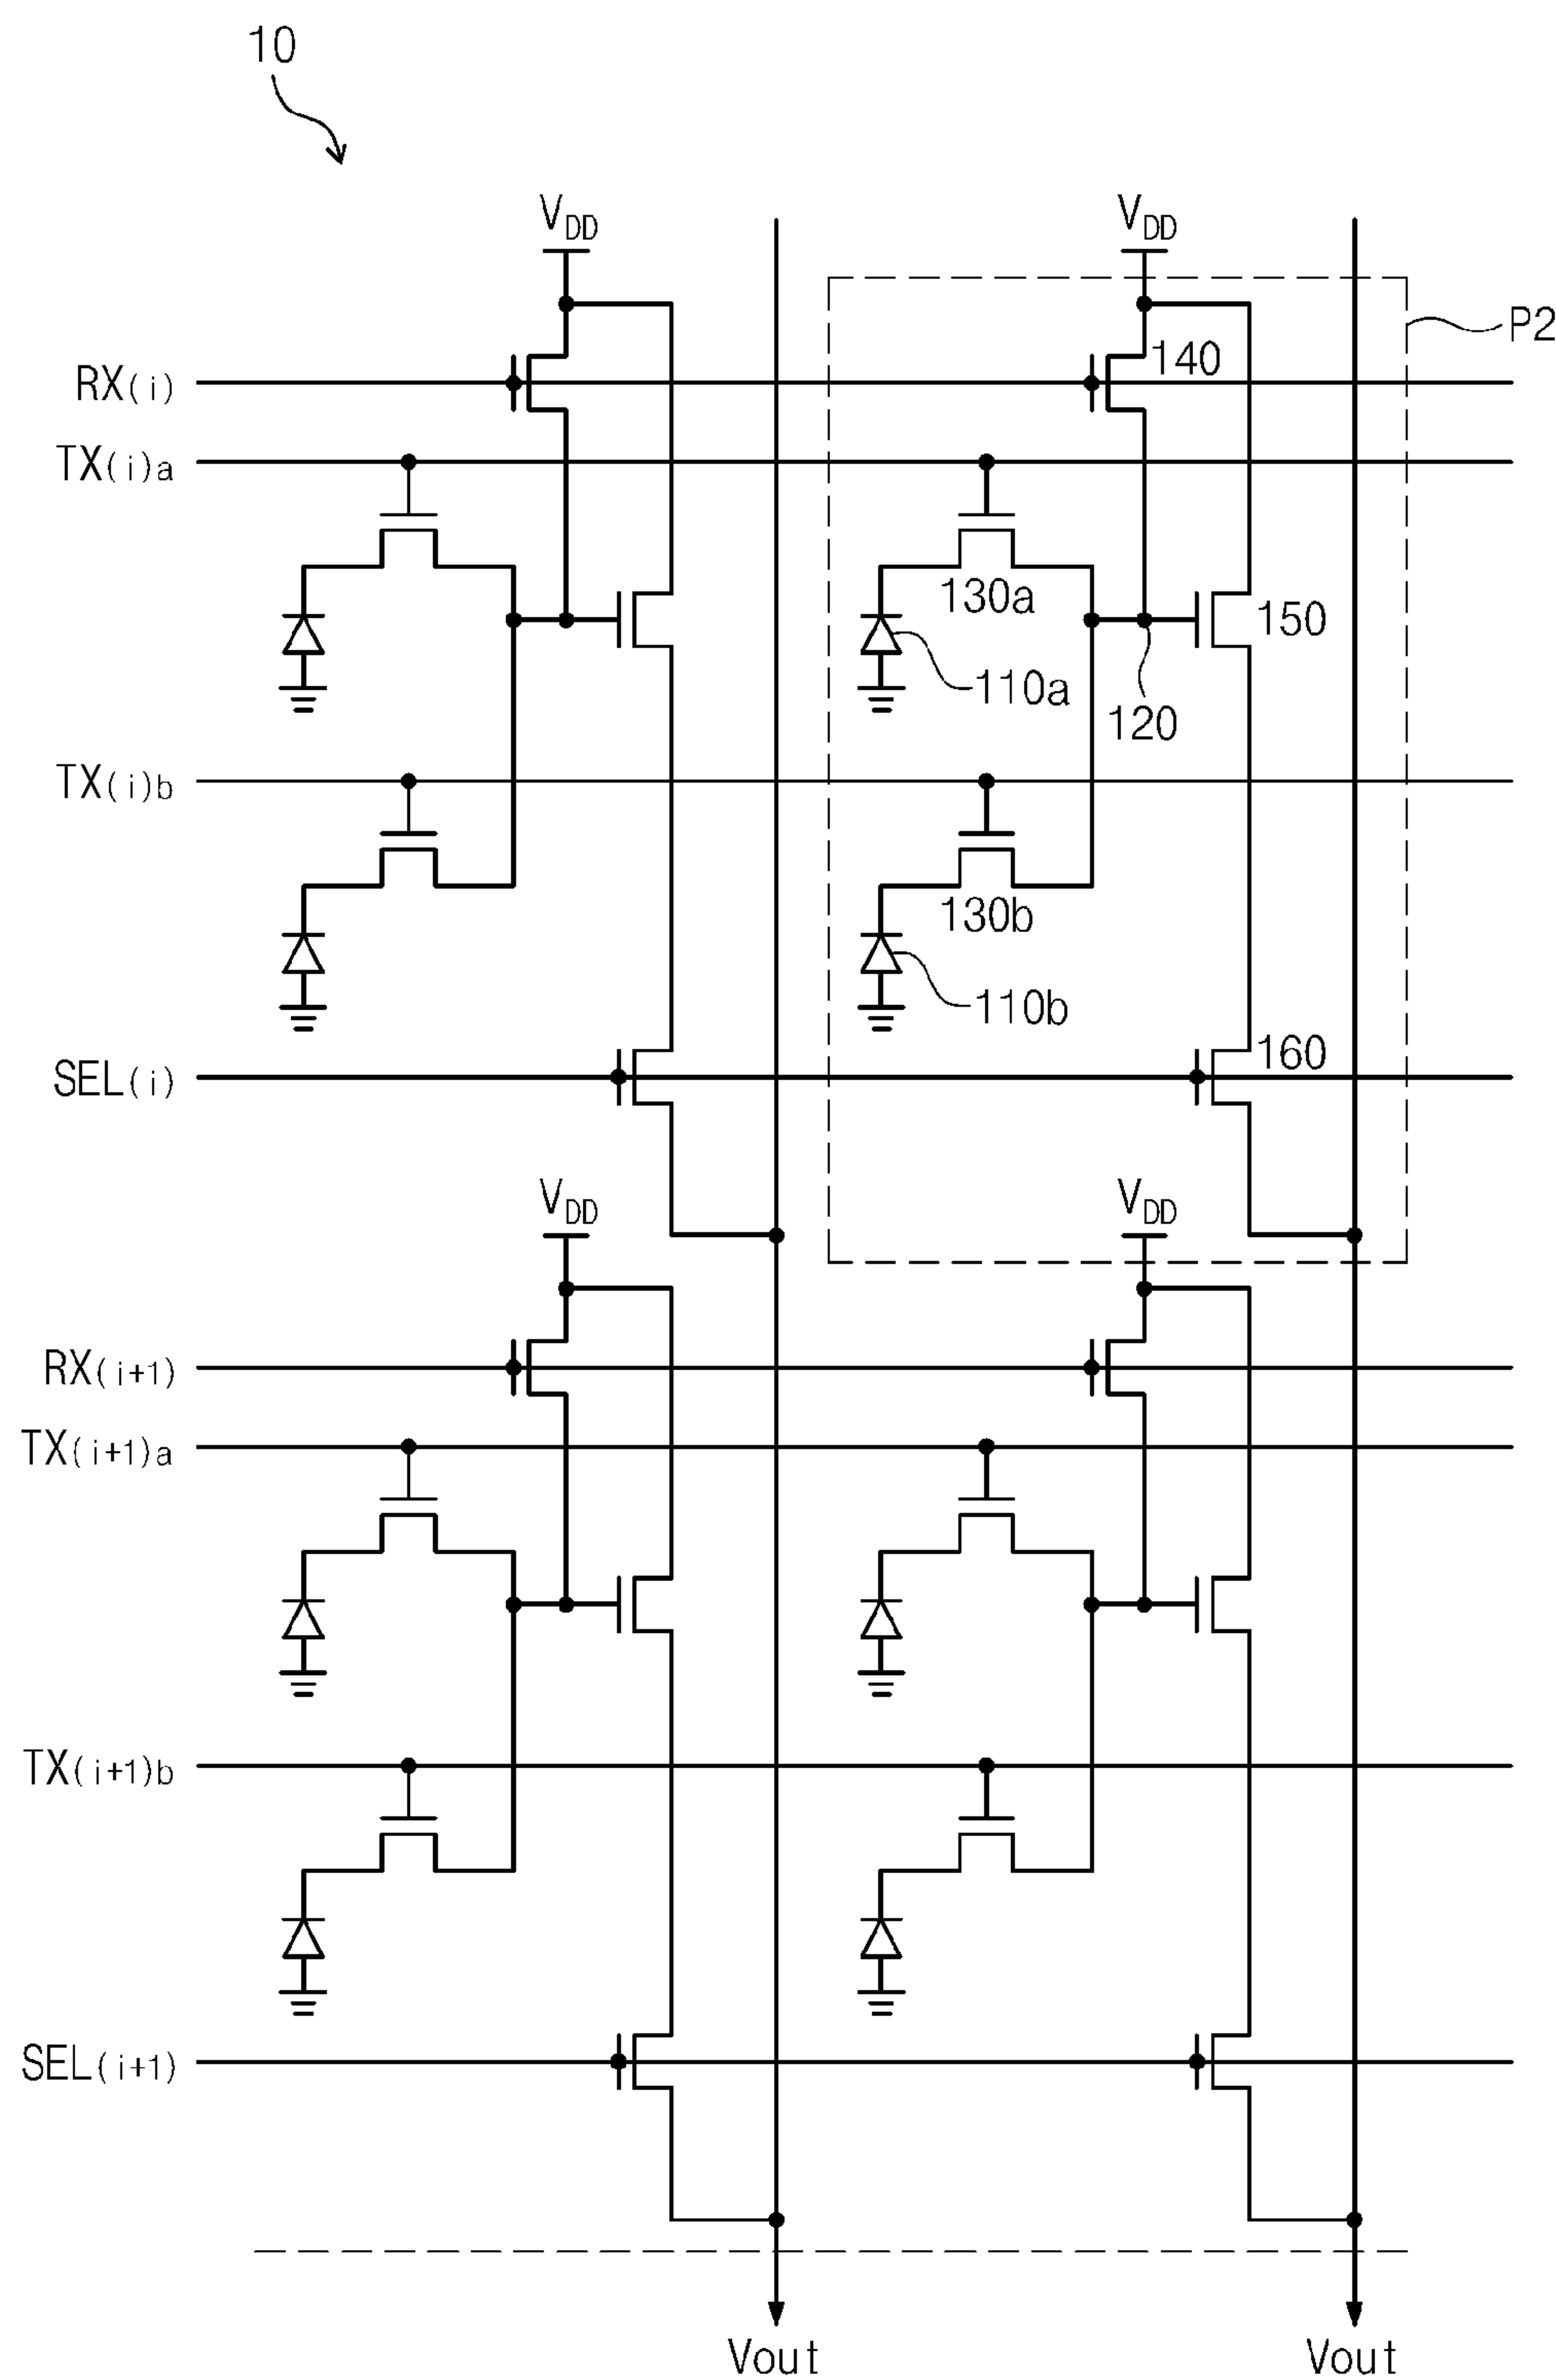 10
VDD VDD
P2
140
RX(i)
TX(i)a
130a
150
110a
120
TX(i)b
130b
110b
160
SEL(i)
VDD VDD
RX(i+1)
TX(i+1)a
TX(i+1)b
SEL(i+1)
Vout Vout